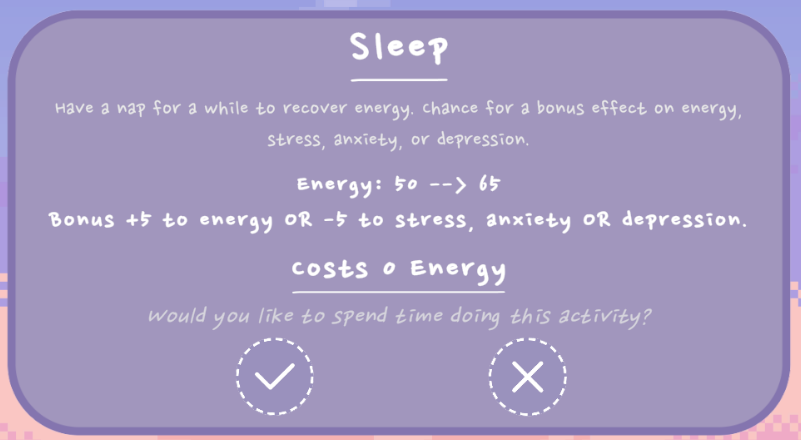 Sleep
Have a nap for a while to recover energy. Chance for a bonus effect on energy,
stress, anxiety, or depression.
Energy: 50 --> 65
Bonus +5 to energy OR -5 to stress, anxiety OR depression.
Costs 0 Energy
Would you like to spend time doing this activity?